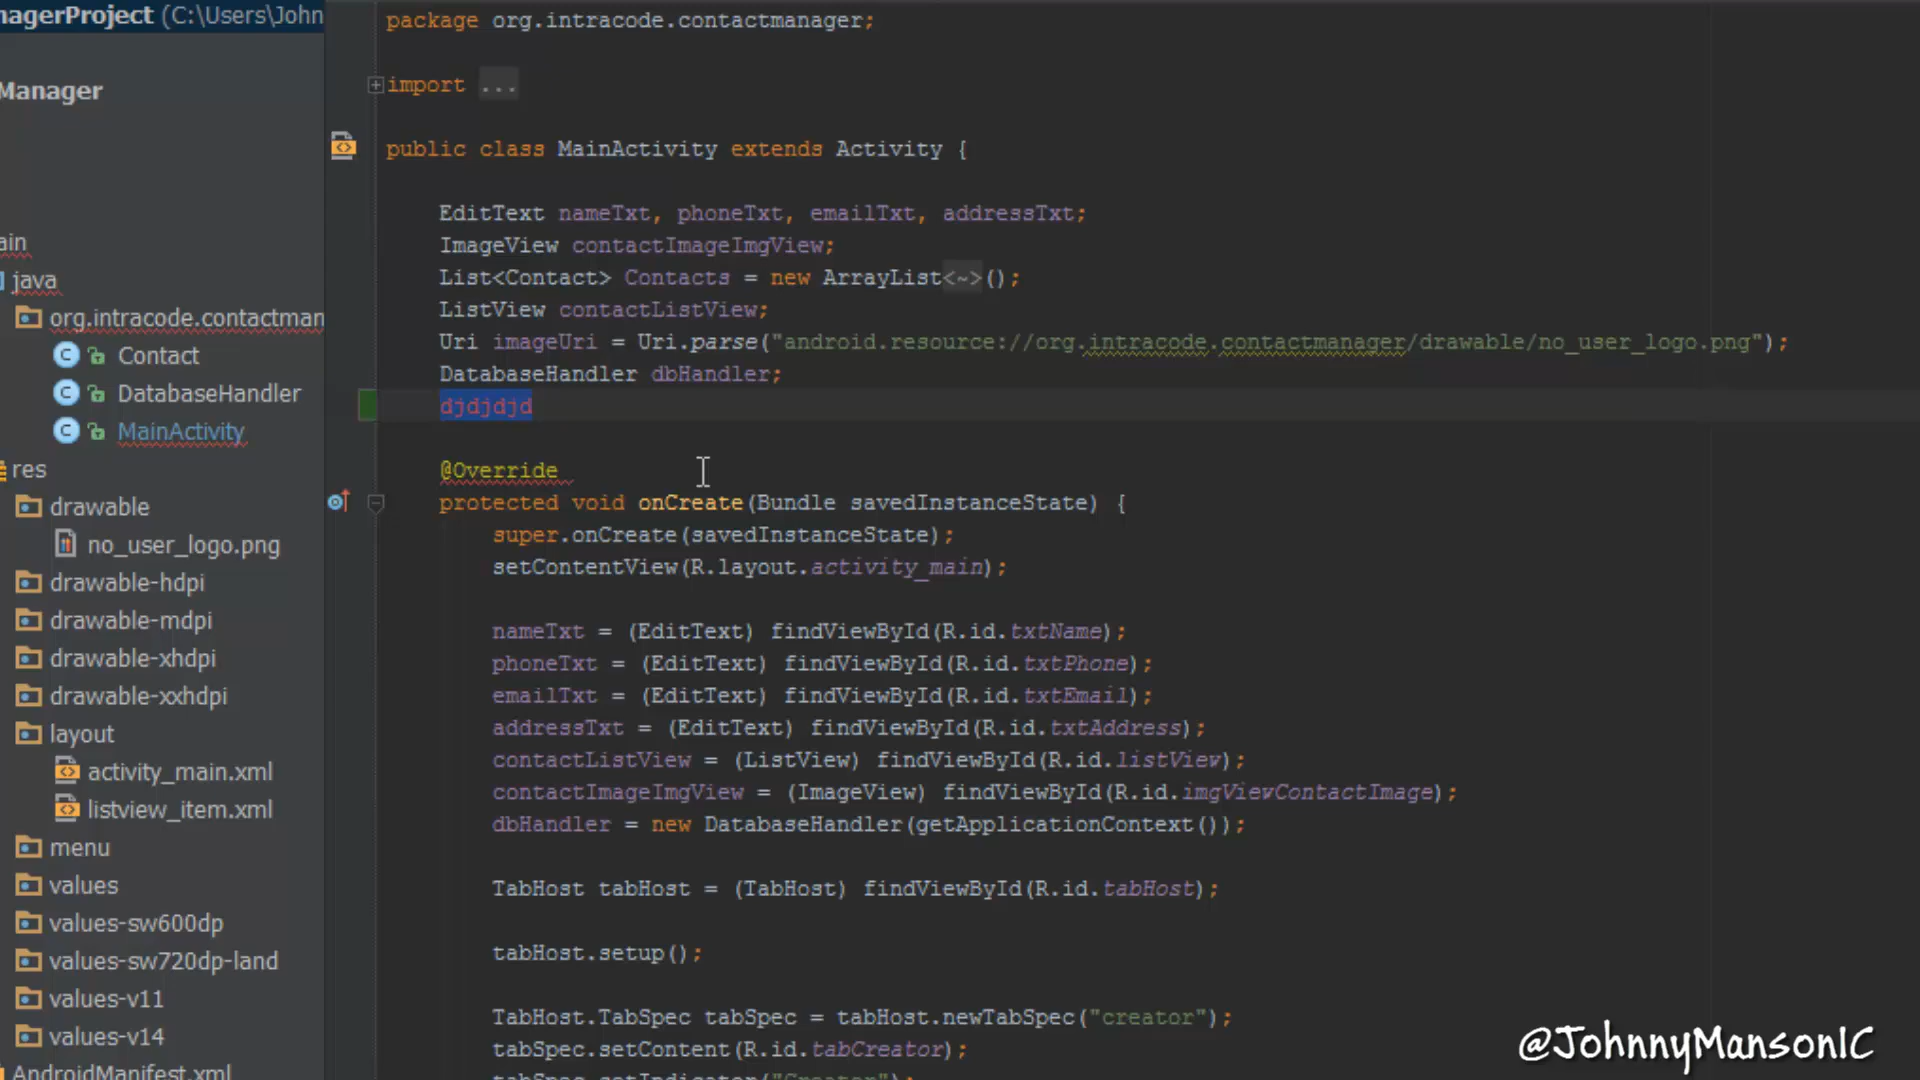 nagerProject (C:\Users\John
Manager
ain
java
org.intracode.contactman
Contact
DatabaseHandler
MainActivity
res
drawable
no_user_logo.png
drawable-hdpi
drawable-mdpi
drawable-xhdpi
drawable-xxhdpi
layout
activity_main.xml
listview_item.xml
menu
values
values-sw600dp
values-sw720dp-land
values-v11
values-v14
AndroidManifest.xml
package org.intracode.contactmanager;
import ...
public class MainActivity extends Activity {
EditText nameTxt, phoneTxt, emailTxt, addressTxt;
ImageView contactImageImgView;
List<Contact> Contacts = new ArrayList<~>();
ListView contactListView;
Uri imageUri = Uri.parse("android.resource://org.intracode.contactmanager/drawable/no_user_logo.png");
DatabaseHandler dbHandler;
djdjdjd
@Override
protected void onCreate(Bundle savedInstanceState) {
super.onCreate(savedInstanceState);
setContentView(R.layout.activity_main);
nameTxt = (EditText) findViewById(R.id.txtName);
phoneTxt = (EditText) findViewById(R.id.txtPhone);
emailTxt = (EditText) findViewById(R.id.txtEmail);
addressTxt = (EditText) findViewById(R.id.txtAddress);
contactListView = (ListView) findViewById(R.id.listView);
contactImageImgView = (ImageView) findViewById(R.id.imgViewContactImage);
dbHandler = new DatabaseHandler(getApplicationContext());
TabHost tabHost = (TabHost) findViewById(R.id.tabHost);
tabHost.setup();
TabHost.TabSpec tabSpec = tabHost.newTabSpec("creator");
tabSpec.setContent(R.id.tabCreator);
tabSpec.setIndicator("Creator");
@JohnnyMansonIC